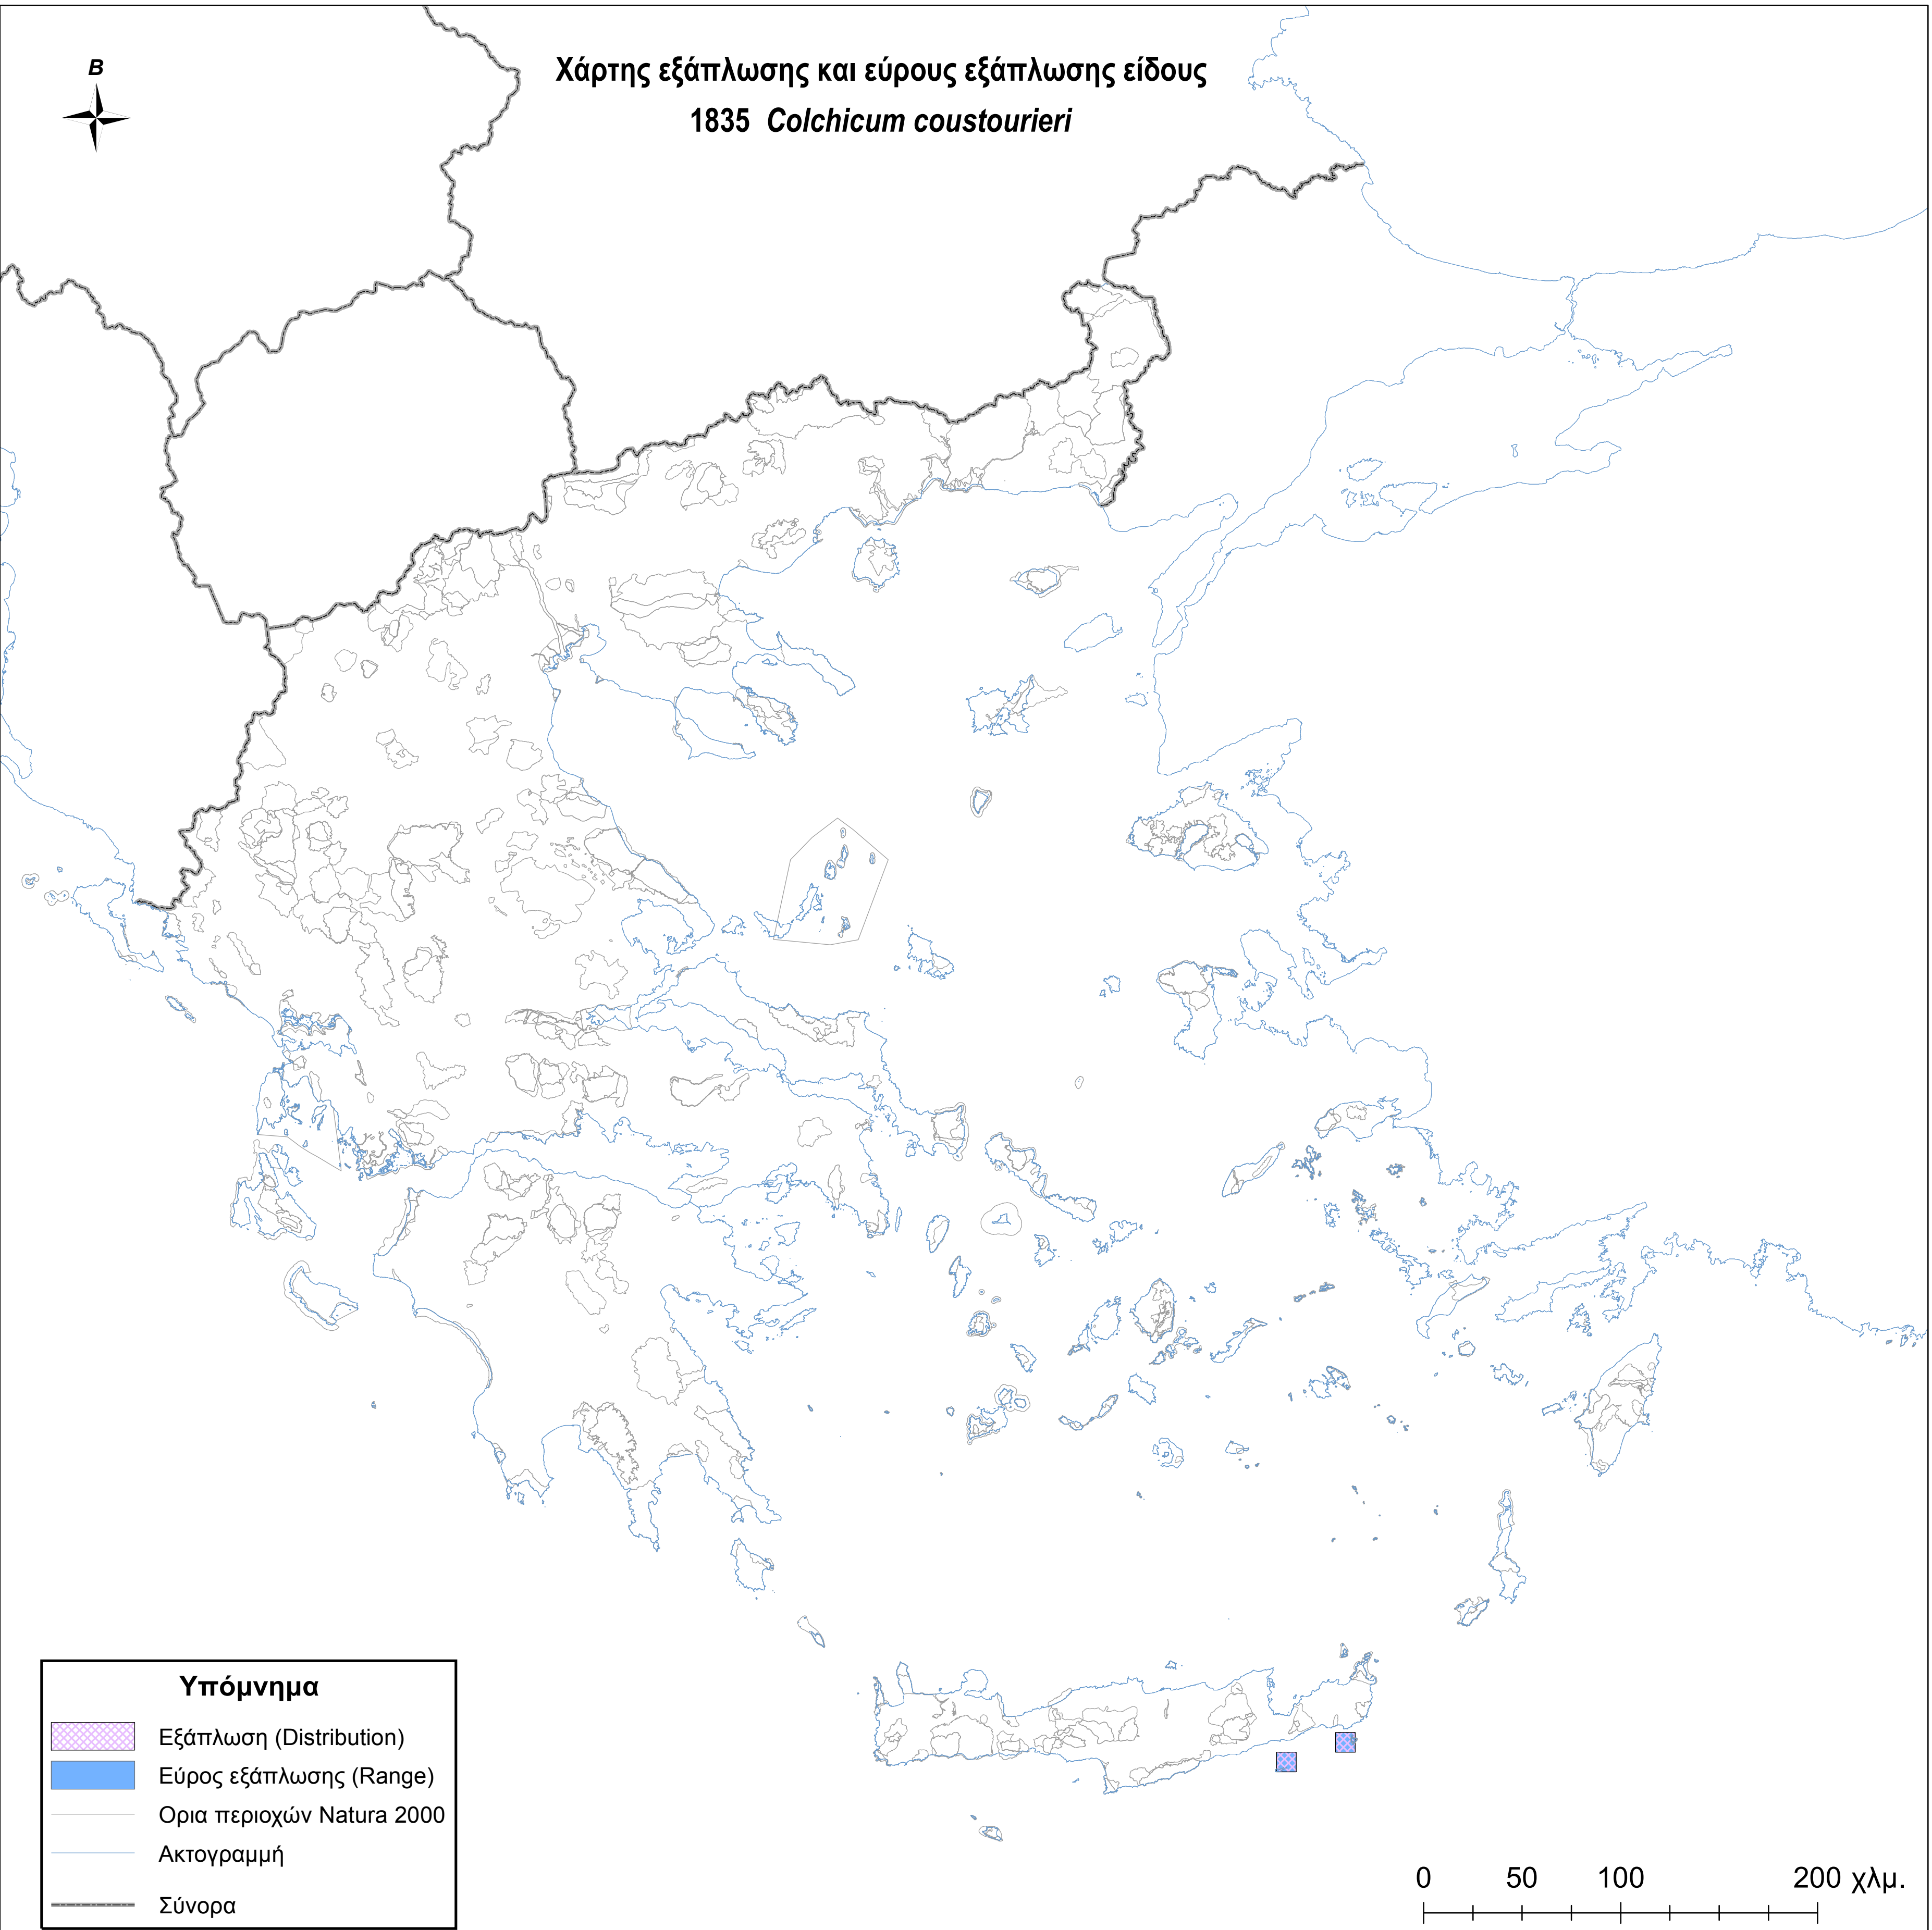 Β
Χάρτης εξάπλωσης και εύρους εξάπλωσης είδους
1835 Colchicum coustourieri
Υπόμνημα
Εξάπλωση (Distribution)
Εύρος εξάπλωσης (Range)
Ορια περιοχών Natura 2000
Ακτογραμμή
Σύνορα
0 50 100 200 χλμ.